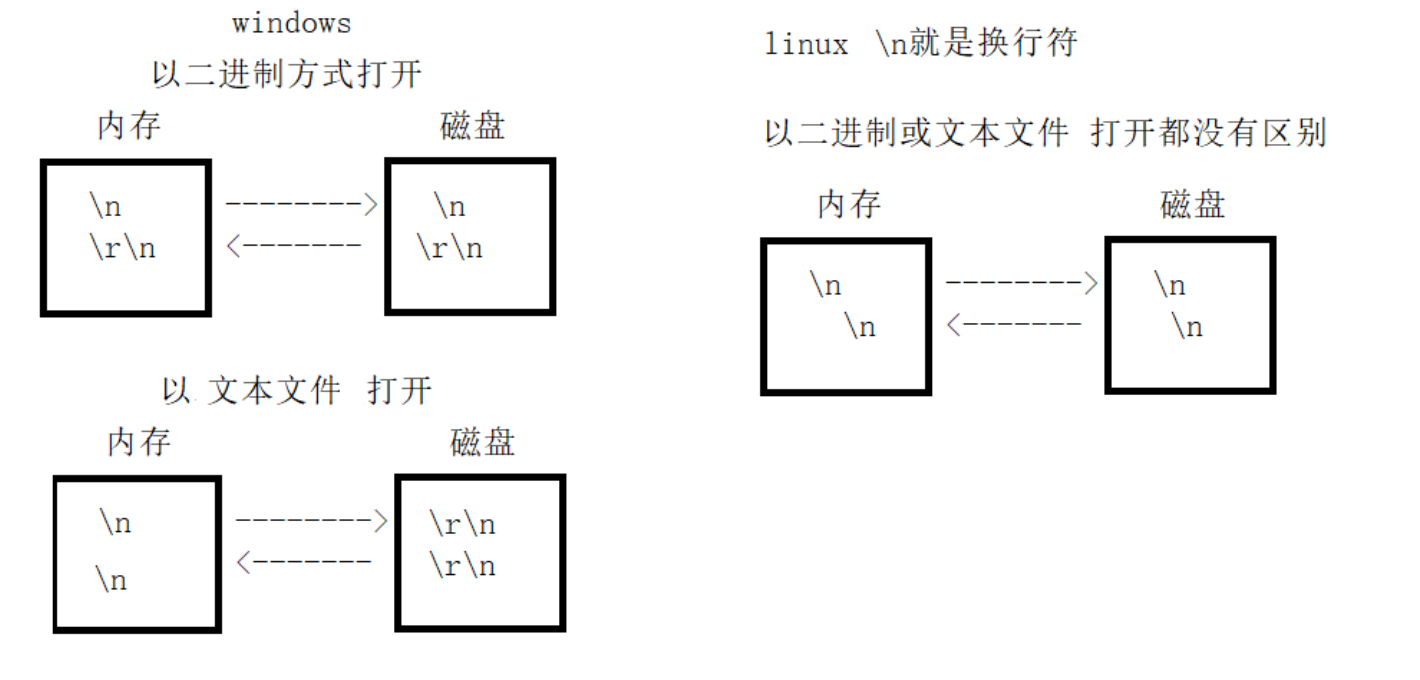 windows
以二进制方式打开
内存 磁盘
\n --------> \n
\r\n <------- \r\n
以 文本文件 打开
内存 磁盘
\n --------> \r\n
\n <------- \r\n
linux \n就是换行符
以二进制或文本文件 打开都没有区别
内存 磁盘
\n --------> \n
\n <------- \n